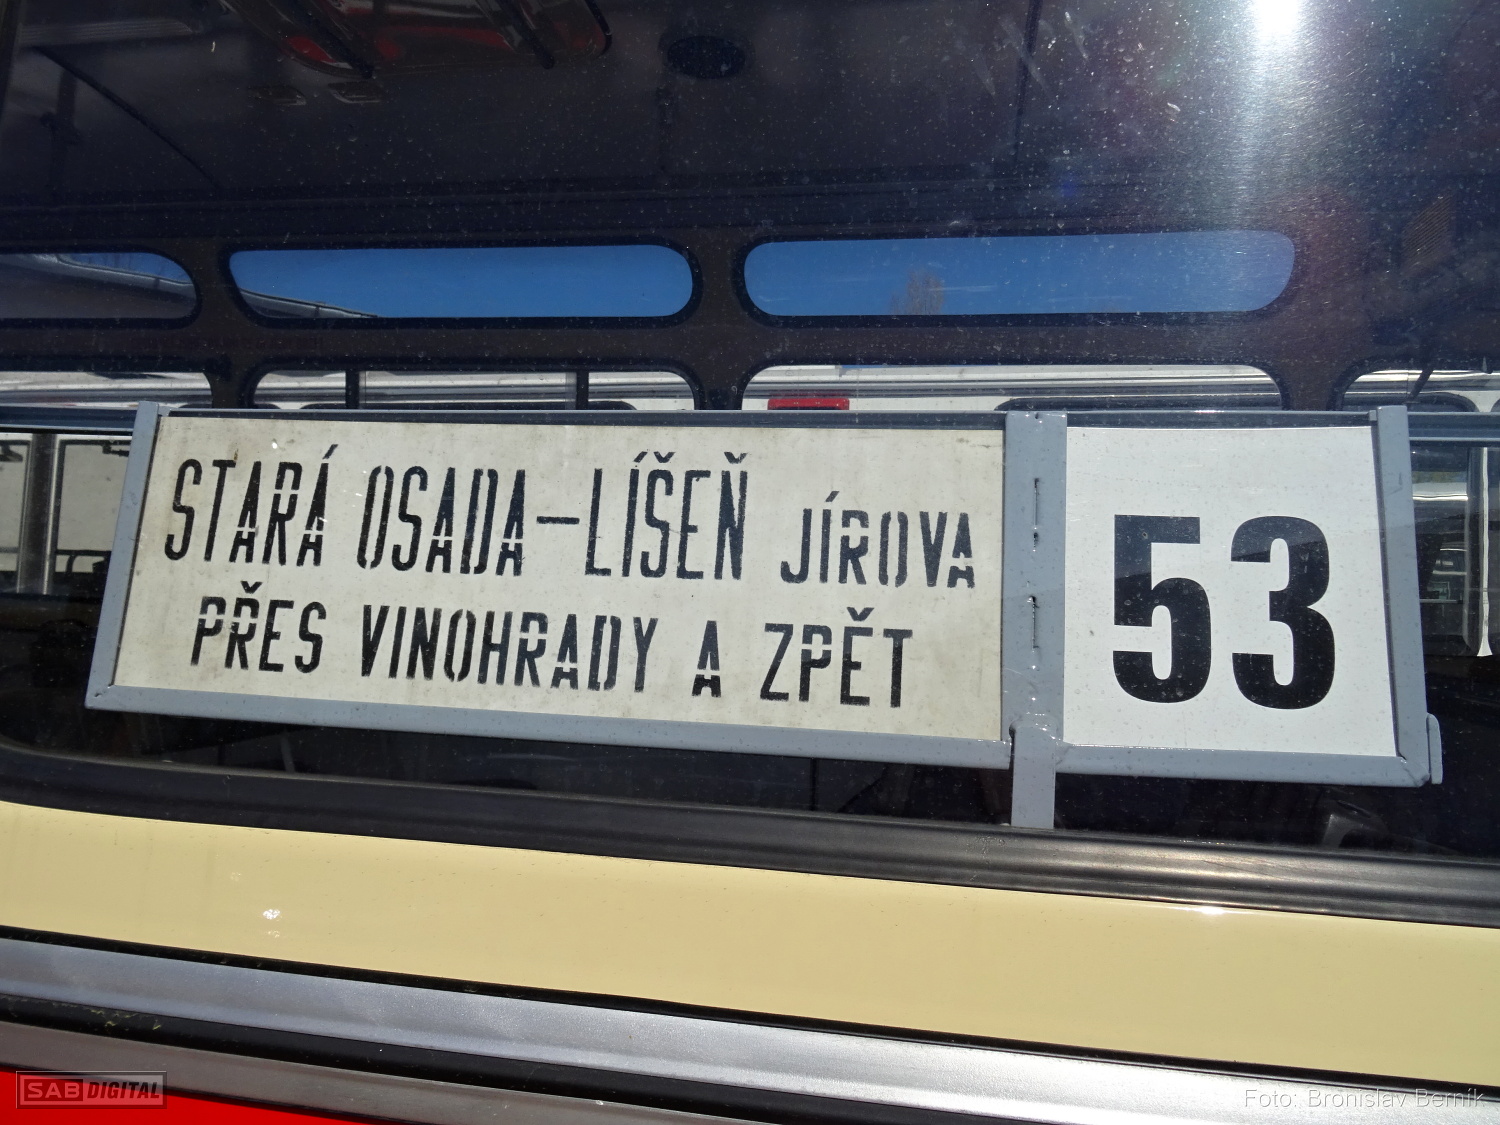 STARÁ OSADA–LÍŠEŇ JÍROVA
PŘES VINOHRADY A ZPĚT
53
SAB DIGITAL
Foto: Bronislav Berník